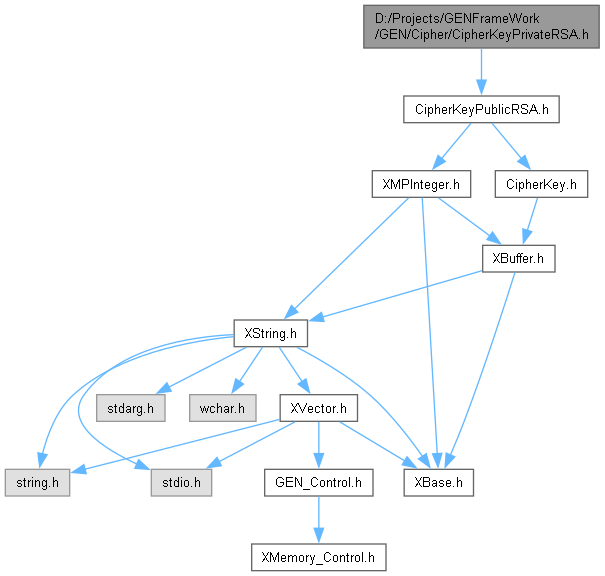 D:/Projects/GENFrameWork
/GEN/Cipher/CipherKeyPrivateRSA.h
CipherKeyPublicRSA.h
XMPInteger.h
CipherKey.h
XBuffer.h
XString.h
stdarg.h
wchar.h
XVector.h
string.h
stdio.h
GEN_Control.h
XBase.h
XMemory_Control.h